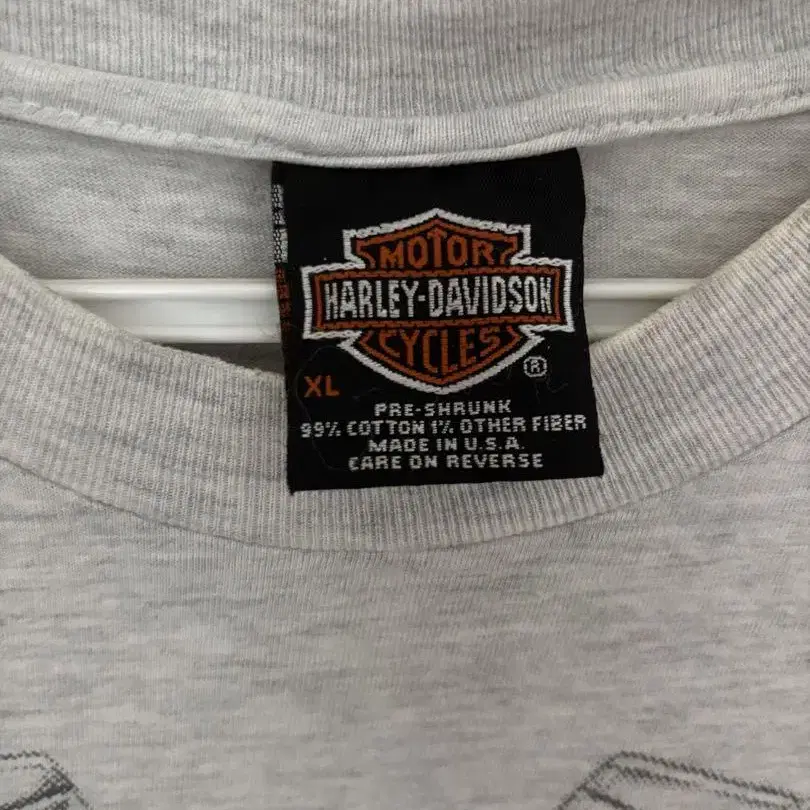 MOTOR
HARLEY-DAVIDSON
CYCLES
®
XL
PRE-SHRUNK
99% COTTON 1% OTHER FIBER
MADE IN U.S.A.
CARE ON REVERSE